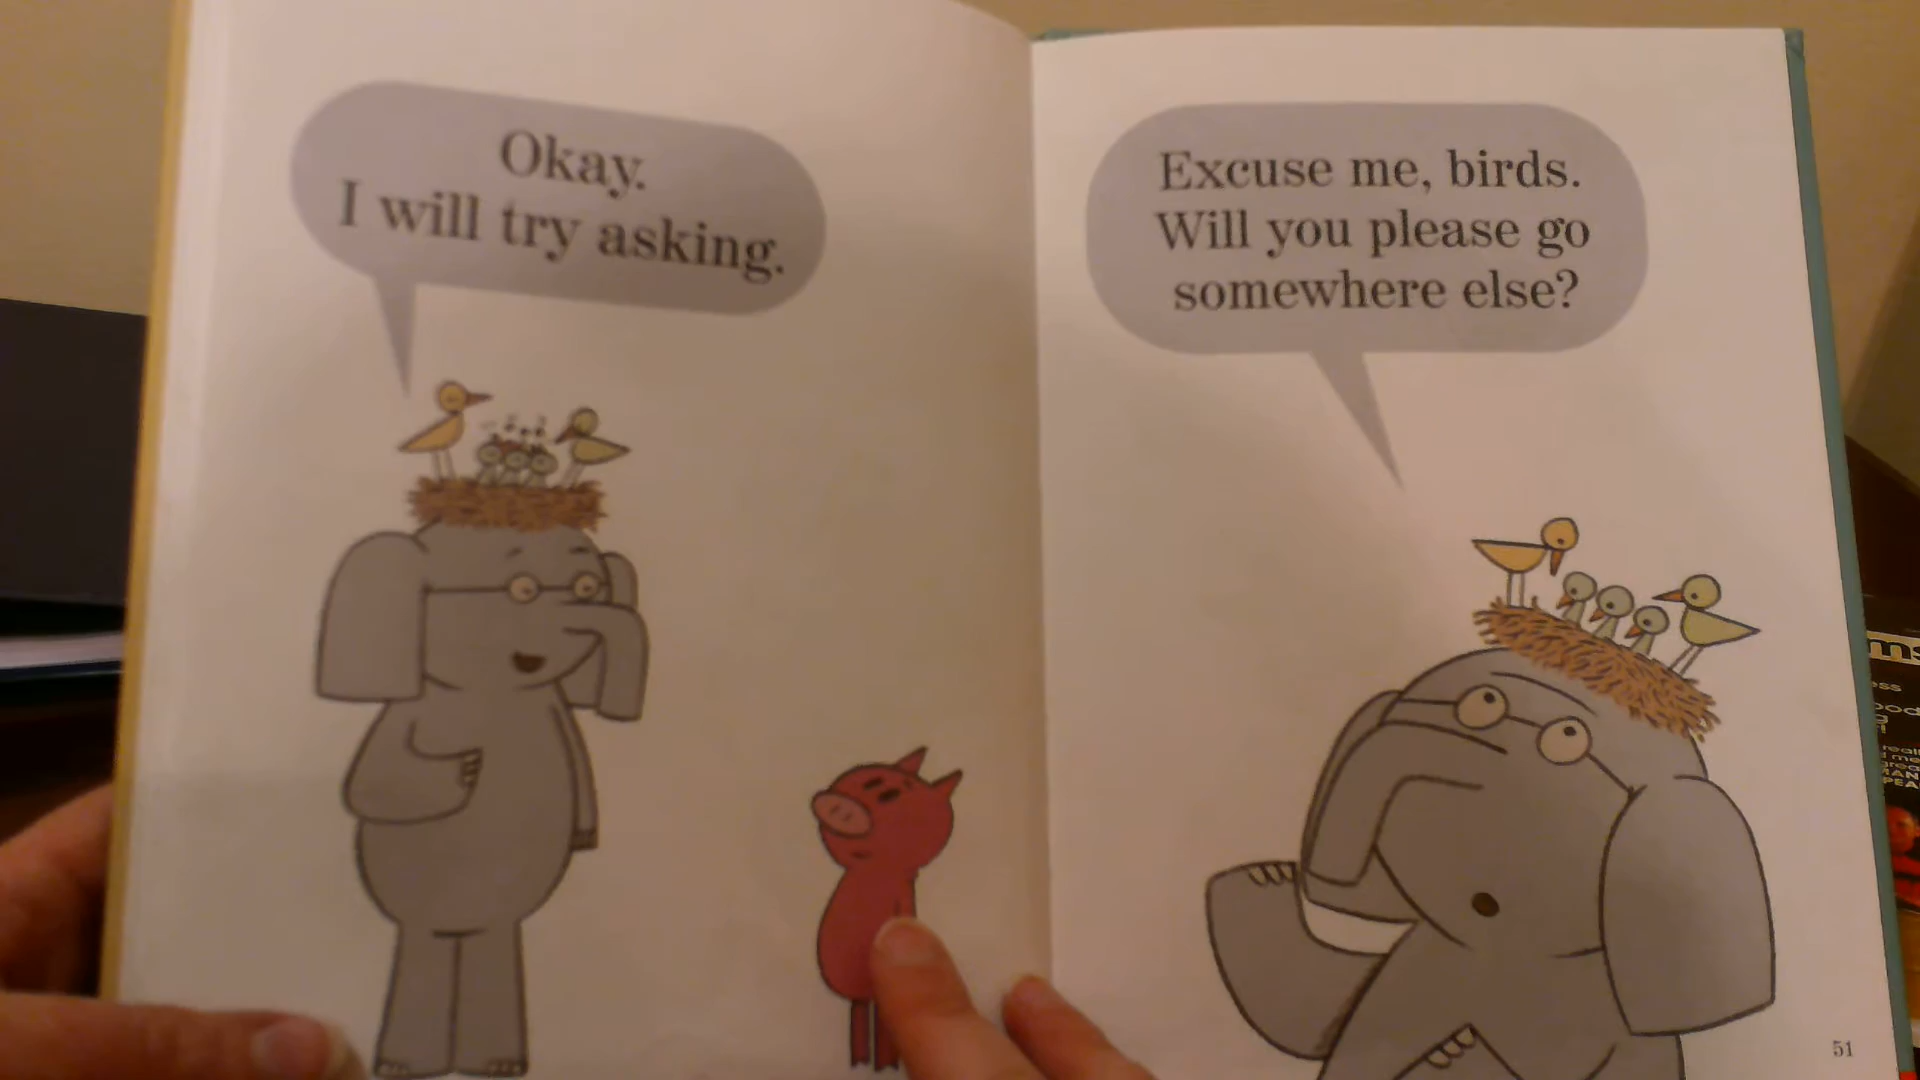 Okay.
I will try asking.
Excuse me, birds.
Will you please go
somewhere else?
51